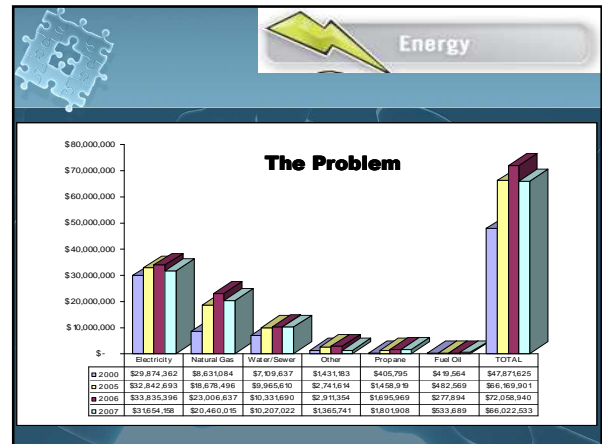 Energy
The Problem
$80,000,000
$70,000,000
$60,000,000
$50,000,000
$40,000,000
$30,000,000
$20,000,000
$10,000,000
$-
Electricity Natural Gas Water/Sewer Other Propane Fuel Oil TOTAL
2000 $29,874,362 $8,631,084 $7,109,637 $1,431,183 $405,795 $419,564 $47,871,625
2005 $32,842,693 $18,678,496 $9,965,610 $2,741,614 $1,458,919 $482,569 $66,169,901
2006 $33,835,396 $23,006,637 $10,331,690 $2,911,354 $1,695,969 $277,894 $72,058,940
2007 $31,654,158 $20,460,015 $10,207,022 $1,365,741 $1,801,908 $533,689 $66,022,533